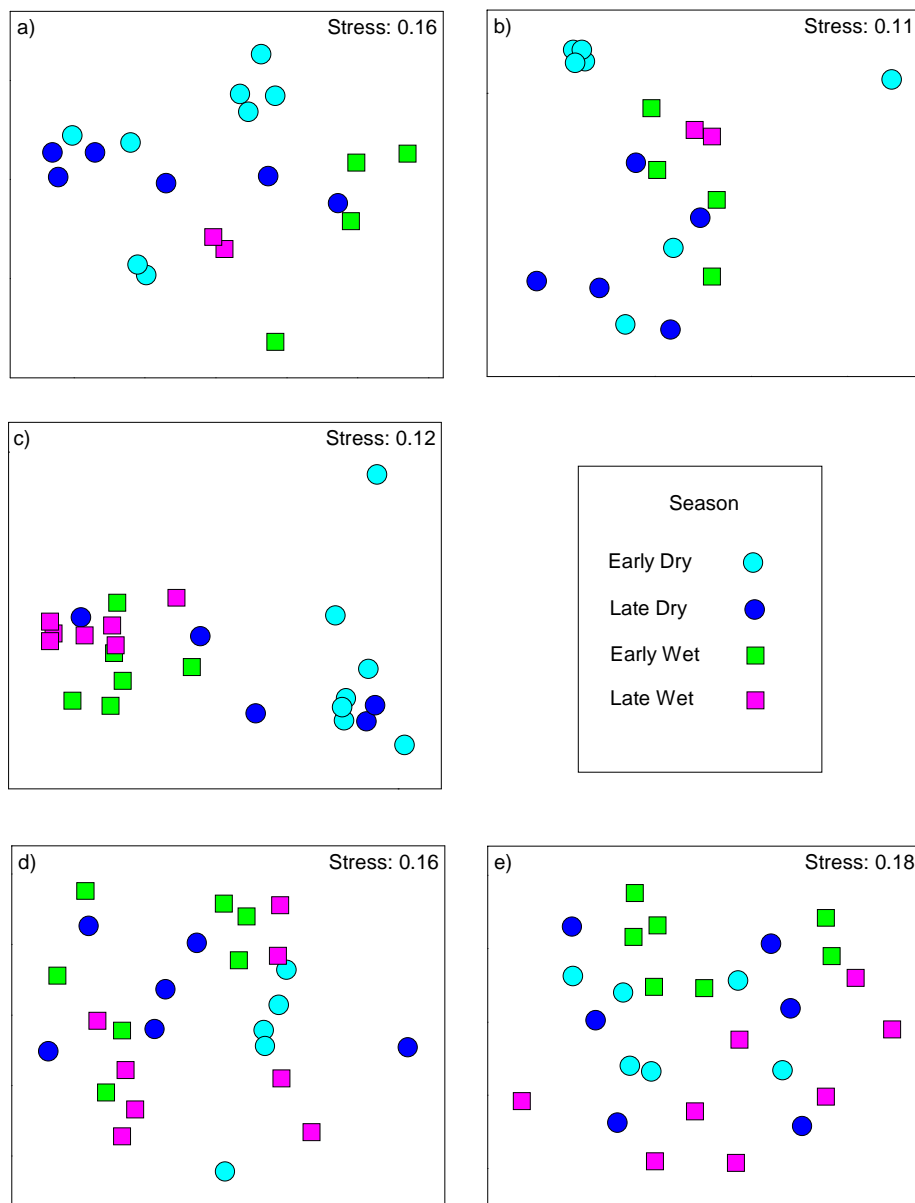 a) Stress: 0.16
b) Stress: 0.11
c) Stress: 0.12
Season
Early Dry
Late Dry
Early Wet
Late Wet
d) Stress: 0.16
e) Stress: 0.18